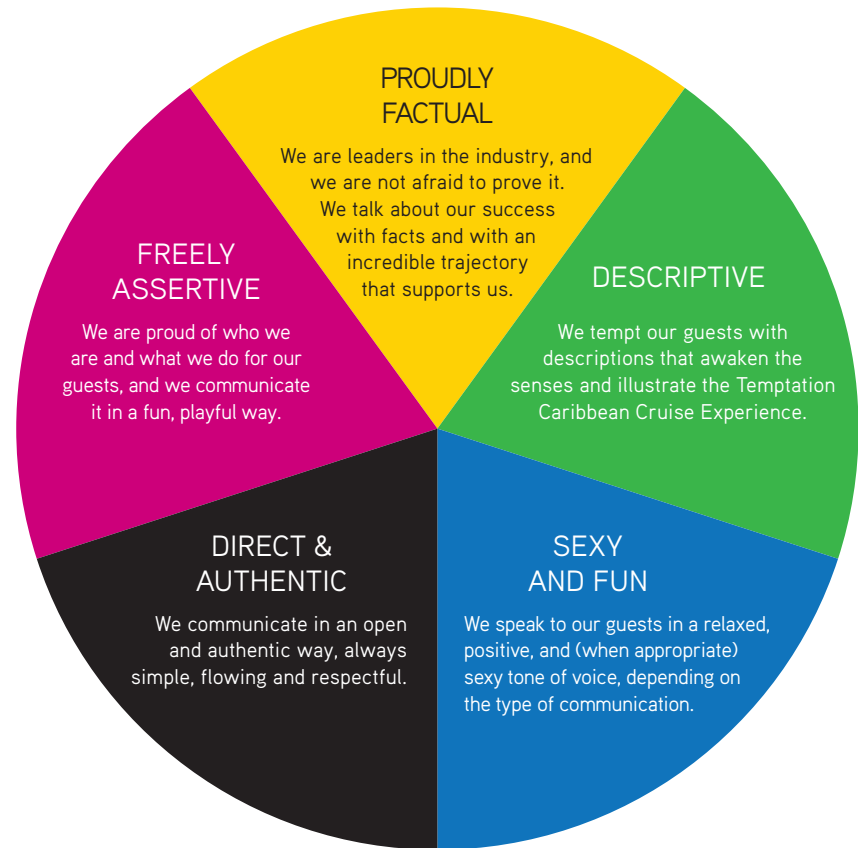 PROUDLY
FACTUAL
We are leaders in the industry, and
we are not afraid to prove it.
We talk about our success
with facts and with an
incredible trajectory
that supports us.
DESCRIPTIVE
We tempt our guests with
descriptions that awaken the
senses and illustrate the Temptation
Caribbean Cruise Experience.
SEXY
AND FUN
We speak to our guests in a relaxed,
positive, and (when appropriate)
sexy tone of voice, depending on
the type of communication.
DIRECT &
AUTHENTIC
We communicate in an open
and authentic way, always
simple, flowing and respectful.
FREELY
ASSERTIVE
We are proud of who we
are and what we do for our
guests, and we communicate
it in a fun, playful way.